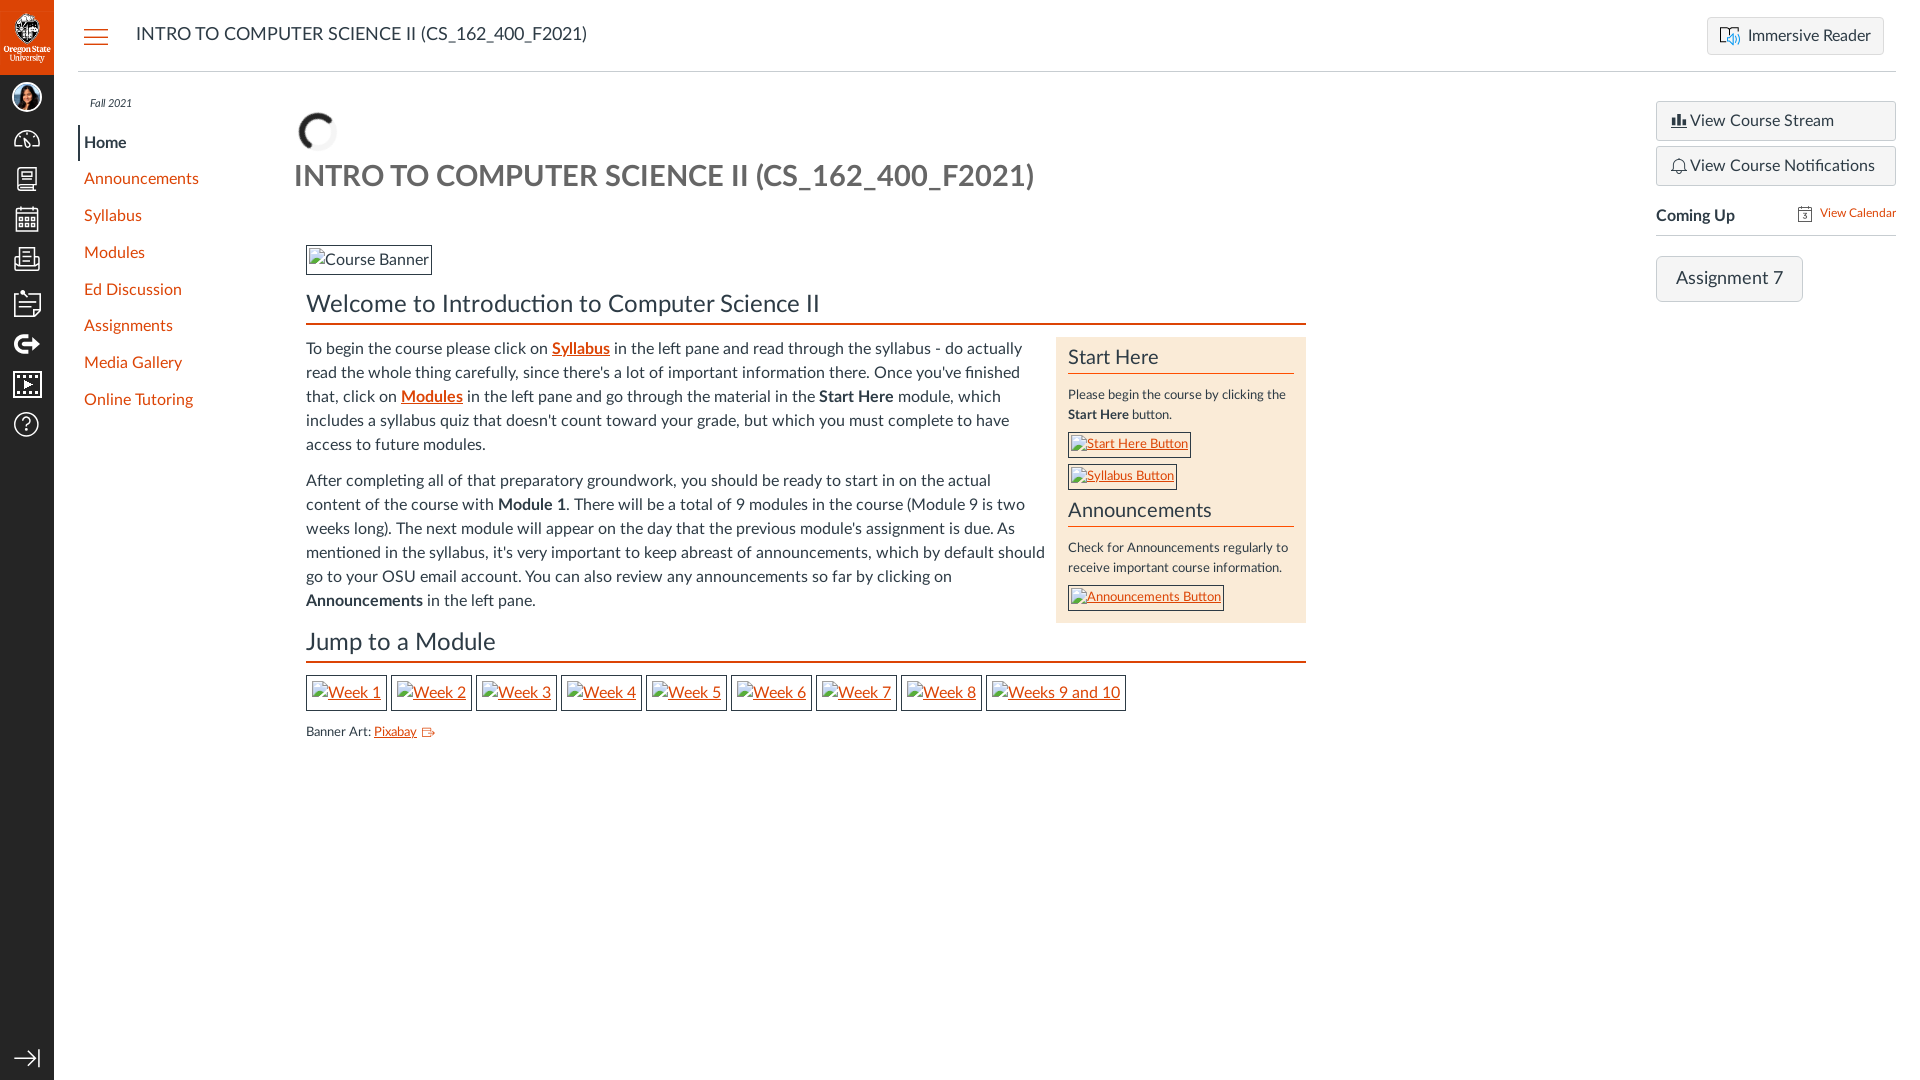 Oregon State
University
INTRO TO COMPUTER SCIENCE II (CS_162_400_F2021)
Immersive Reader
Fall 2021
Home
Announcements
Syllabus
Modules
Ed Discussion
Assignments
Media Gallery
Online Tutoring
INTRO TO COMPUTER SCIENCE II (CS_162_400_F2021)
Course Banner
Welcome to Introduction to Computer Science II
To begin the course please click on Syllabus in the left pane and read through the syllabus - do actually
read the whole thing carefully, since there's a lot of important information there. Once you've finished
that, click on Modules in the left pane and go through the material in the Start Here module, which
includes a syllabus quiz that doesn't count toward your grade, but which you must complete to have
access to future modules.
After completing all of that preparatory groundwork, you should be ready to start in on the actual
content of the course with Module 1. There will be a total of 9 modules in the course (Module 9 is two
weeks long). The next module will appear on the day that the previous module's assignment is due. As
mentioned in the syllabus, it's very important to keep abreast of announcements, which by default should
go to your OSU email account. You can also review any announcements so far by clicking on
Announcements in the left pane.
Start Here
Please begin the course by clicking the
Start Here button.
Start Here Button
Syllabus Button
Announcements
Check for Announcements regularly to
receive important course information.
Announcements Button
Jump to a Module
Week 1 Week 2 Week 3 Week 4 Week 5 Week 6 Week 7 Week 8 Weeks 9 and 10
Banner Art: Pixabay
View Course Stream
View Course Notifications
Coming Up
3 View Calendar
Assignment 7